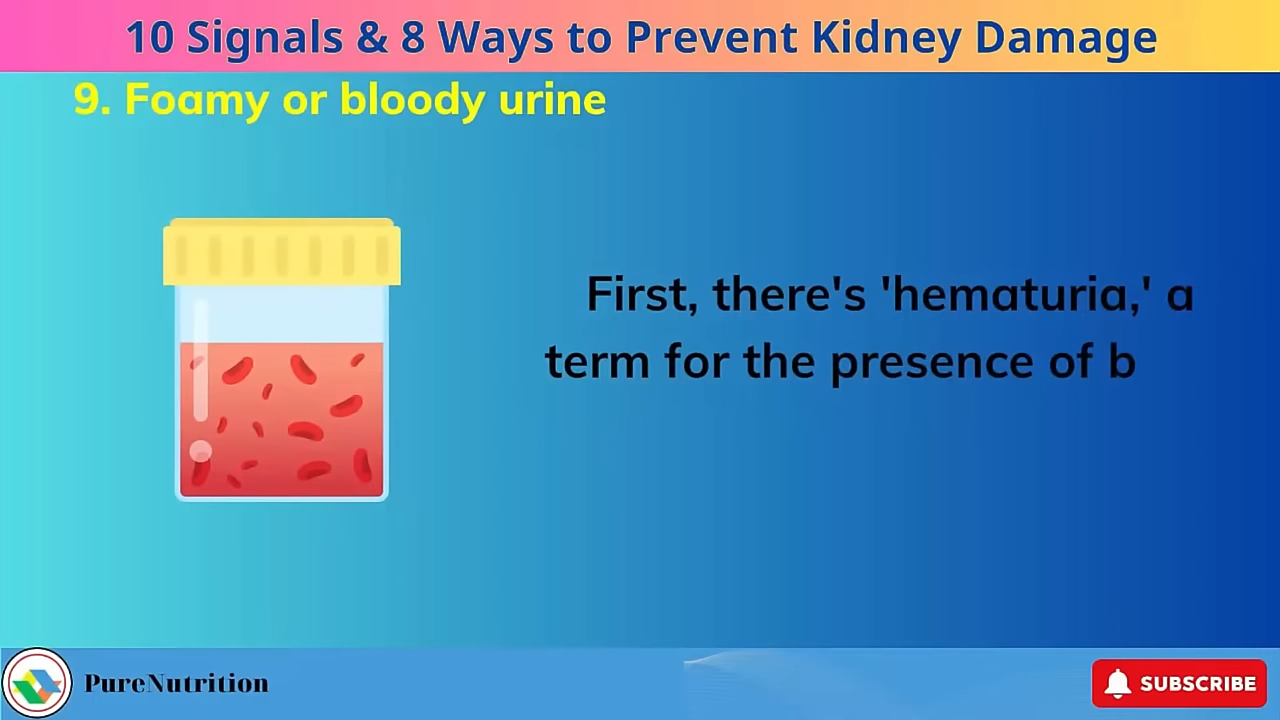 10 Signals & 8 Ways to Prevent Kidney Damage
9. Foamy or bloody urine
First, there's 'hematuria,' a
term for the presence of b
PureNutrition
SUBSCRIBE